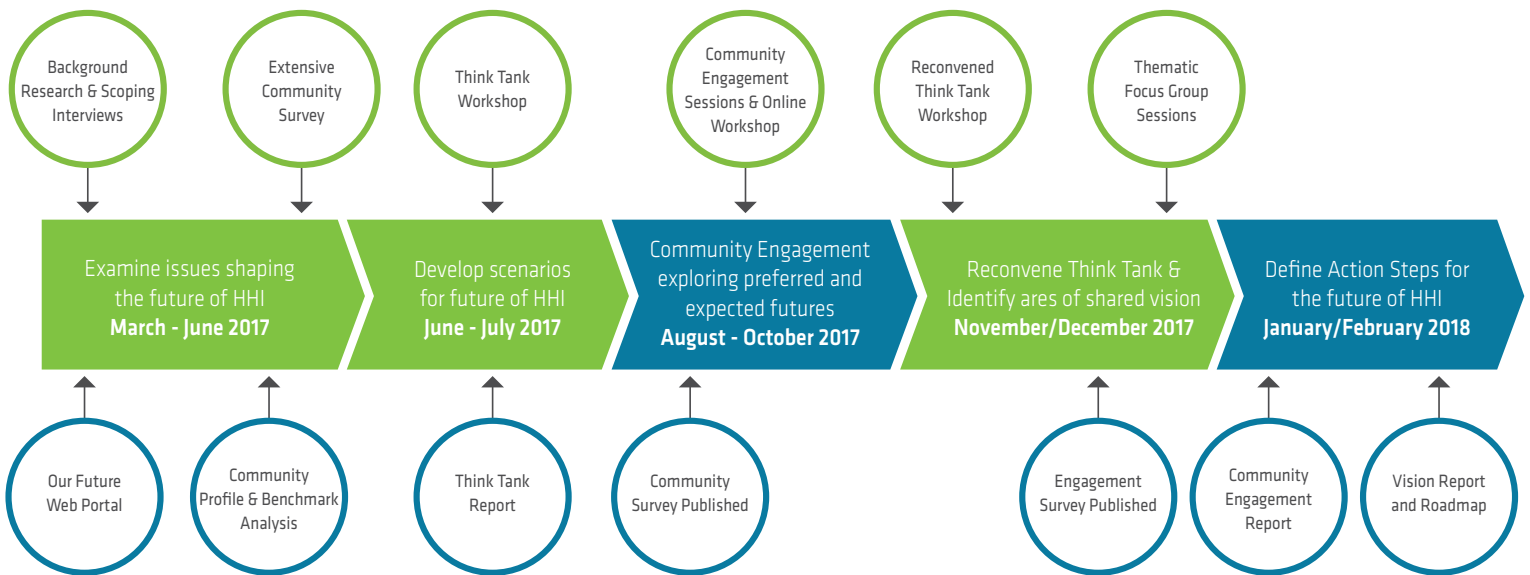 Background
Research & Scoping
Interviews
Extensive
Community
Survey
Think Tank
Workshop
Community
Engagement
Sessions & Online
Workshop
Reconvened
Think Tank
Workshop
Thematic
Focus Group
Sessions
Examine issues shaping
the future of HHI
March - June 2017
Develop scenarios
for future of HHI
June - July 2017
Community Engagement
exploring preferred and
expected futures
August - October 2017
Reconvene Think Tank &
Identify ares of shared vision
November/December 2017
Define Action Steps for
the future of HHI
January/February 2018
Our Future
Web Portal
Community
Profile & Benchmark
Analysis
Think Tank
Report
Community
Survey Published
Engagement
Survey Published
Community
Engagement
Report
Vision Report
and Roadmap